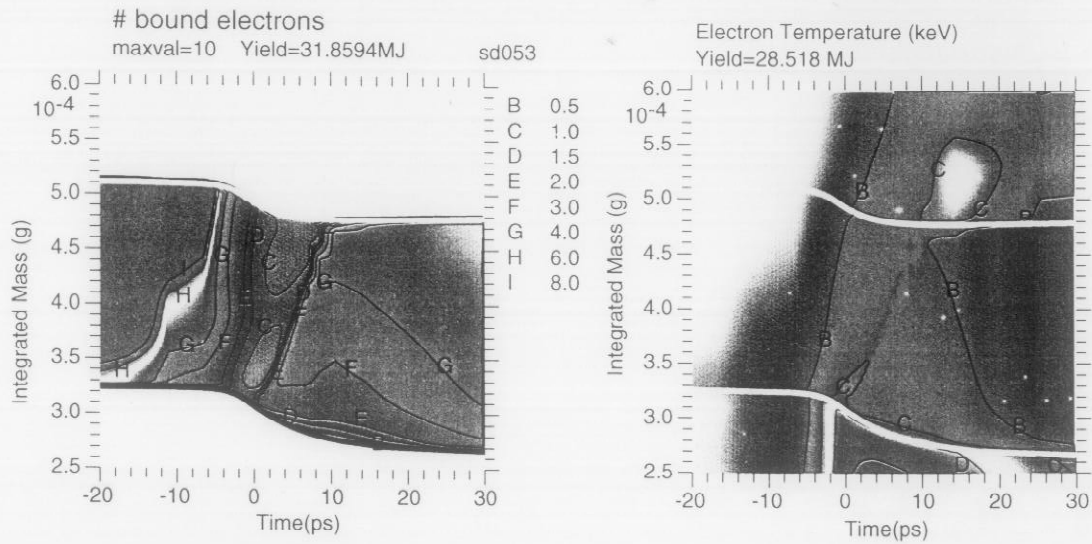 # bound electrons
maxval=10 Yield=31.8594MJ sd053
6.0
10-4
5.5
5.0
4.5
4.0
3.5
3.0
2.5
Integrated Mass (g)
-20 -10 0 10 20 30
Time(ps)
I
G
D
C
H
E
G
G
F
C
E
F
G
H
B
E
B 0.5
C 1.0
D 1.5
E 2.0
F 3.0
G 4.0
H 6.0
I 8.0
Electron Temperature (keV)
Yield=28.518 MJ
6.0
10-4
5.5
5.0
4.5
4.0
3.5
3.0
2.5
Integrated Mass (g)
-20 -10 0 10 20 30
Time(ps)
C
B
C
B
B
B
C
C
B
D
C